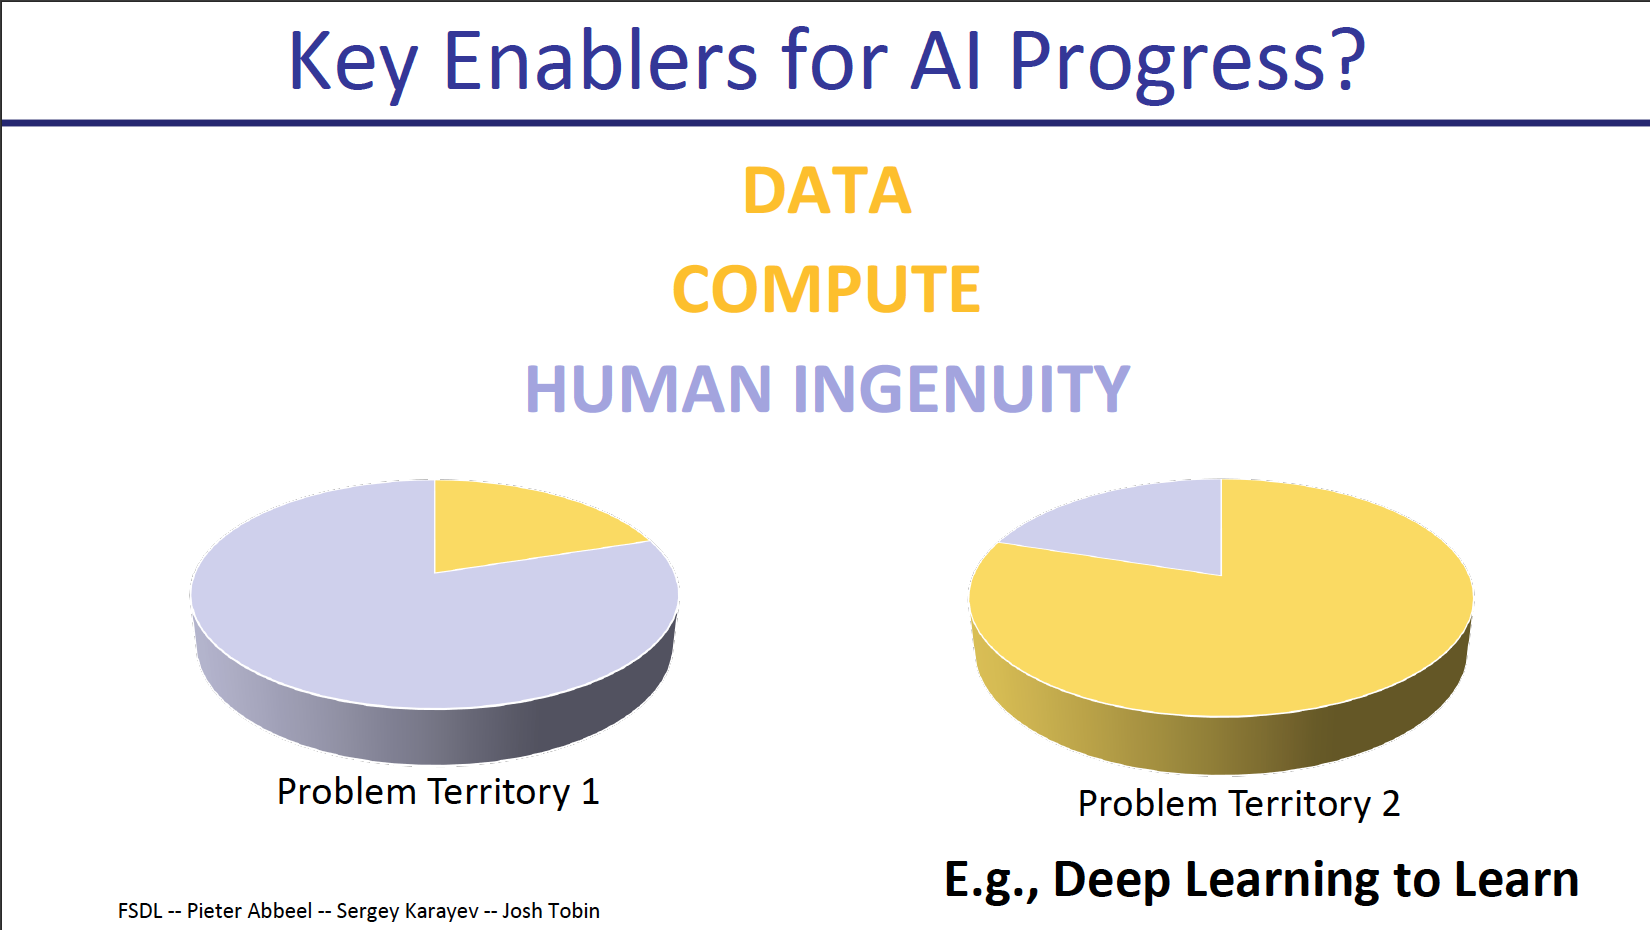 Key Enablers for AI Progress?
DATA
COMPUTE
HUMAN INGENUITY
Problem Territory 1
Problem Territory 2
E.g., Deep Learning to Learn
FSDL -- Pieter Abbeel -- Sergey Karayev -- Josh Tobin